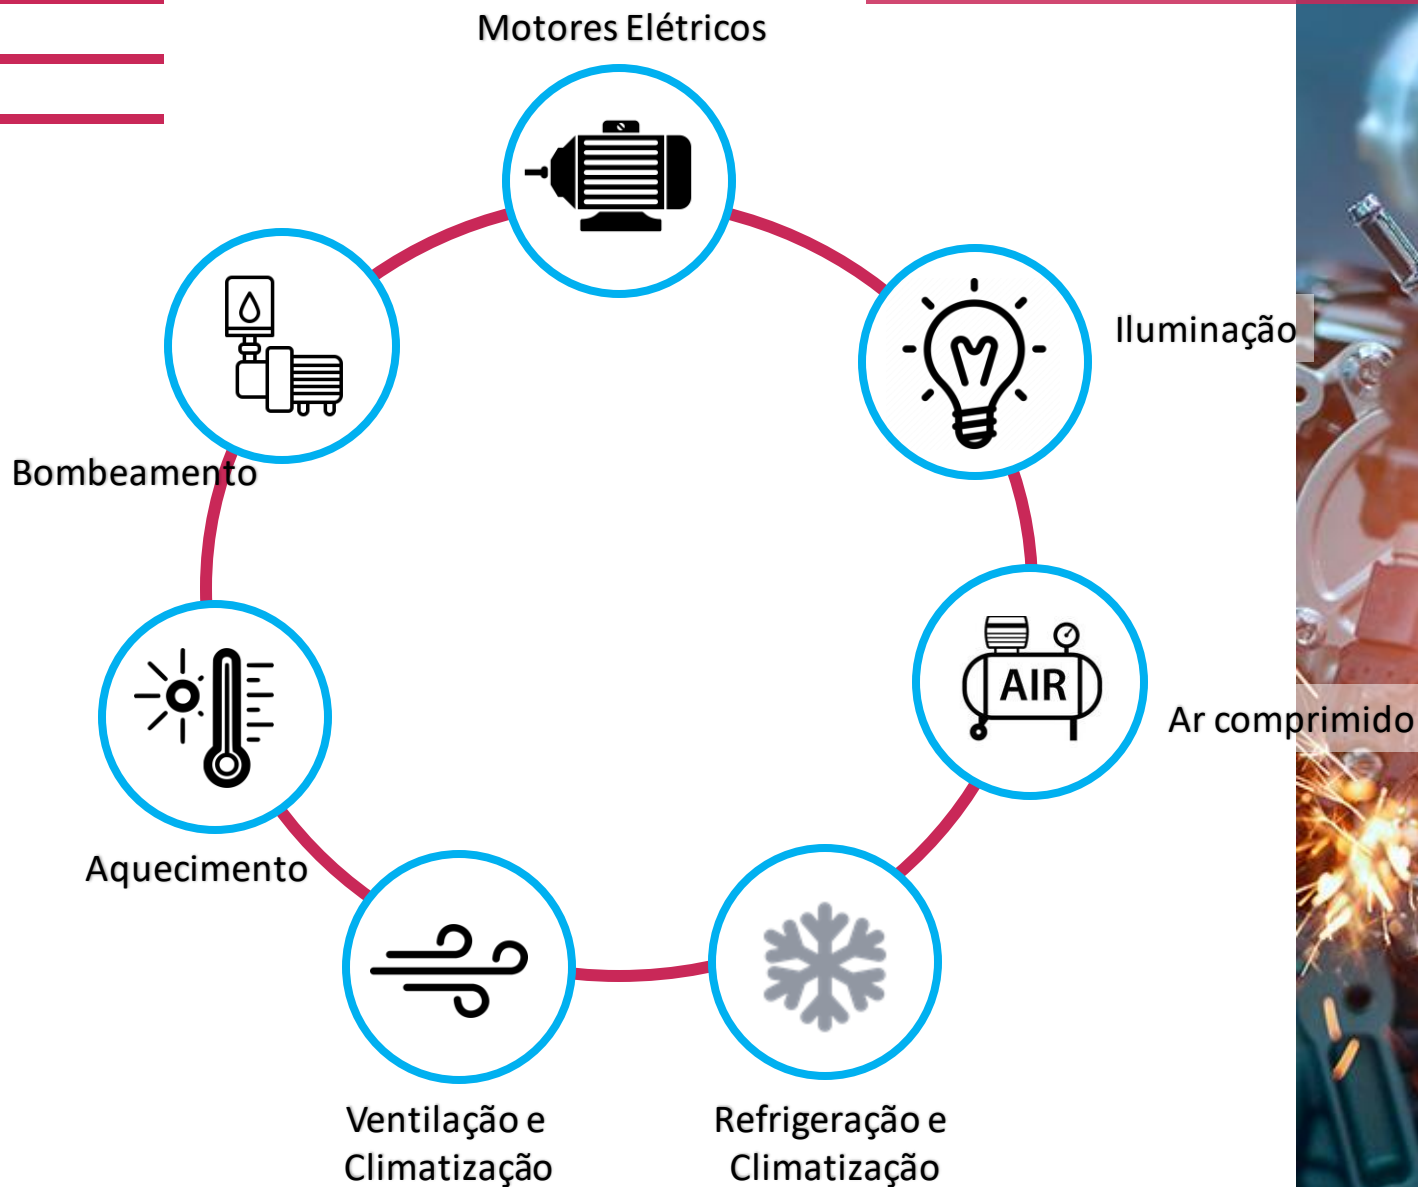 Motores Elétricos
Iluminação
Bombeamento
AIR
Ar comprimido
Aquecimento
Ventilação e
Climatização
Refrigeração e
Climatização